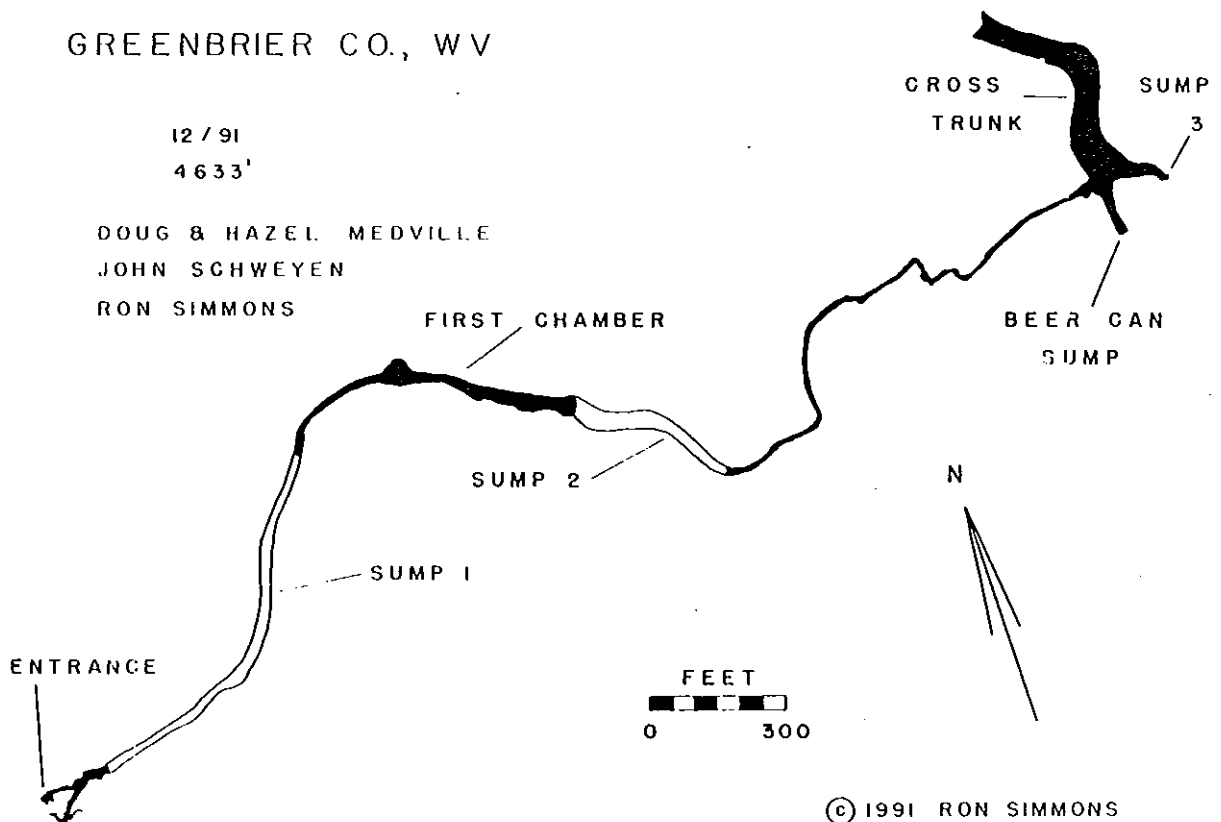 GREENBRIER CO., WV
12 / 91
4633'
DOUG & HAZEL MEDVILLE
JOHN SCHWEYEN
RON SIMMONS
CROSS TRUNK
SUMP 3
FIRST CHAMBER
BEER CAN SUMP
SUMP 2
N
SUMP 1
ENTRANCE
FEET
0 300
© 1991 RON SIMMONS